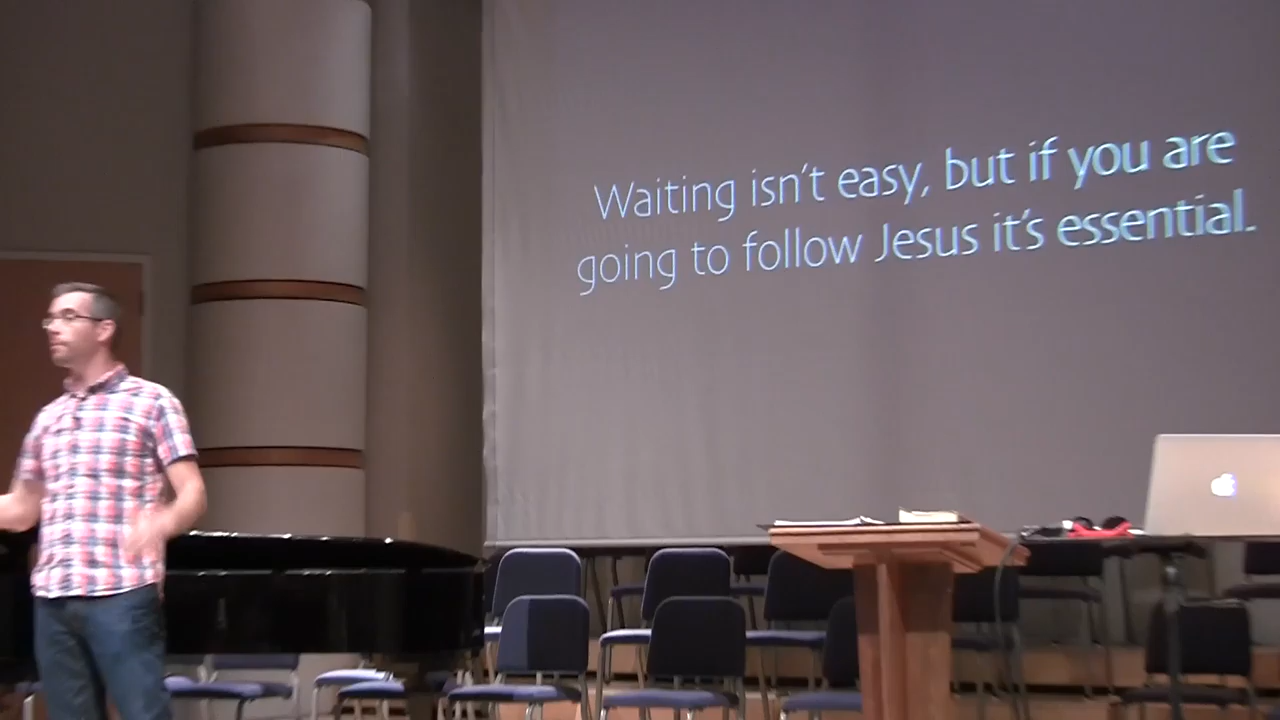 Waiting isn't easy, but if you are
going to follow Jesus it's essential.